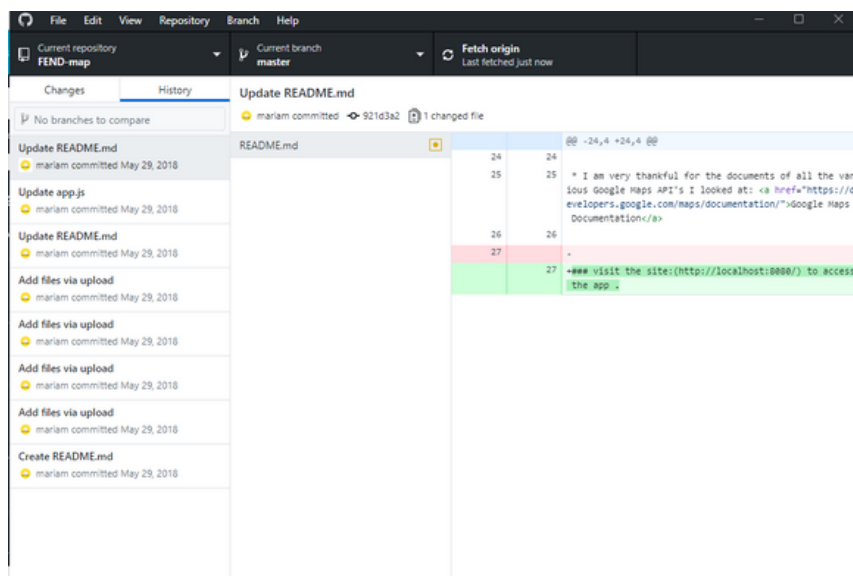 File Edit View Repository Branch Help
Current repository
FEND-map
Current branch
master
Fetch origin
Last fetched just now
Changes History
No branches to compare
Update README.md
mariam committed May 29, 2018
Update app.js
mariam committed May 29, 2018
Update README.md
mariam committed May 29, 2018
Add files via upload
mariam committed May 29, 2018
Add files via upload
mariam committed May 29, 2018
Add files via upload
mariam committed May 29, 2018
Add files via upload
mariam committed May 29, 2018
Create README.md
mariam committed May 29, 2018
Update README.md
mariam committed 921d3a2 1 changed file
README.md
@@ -24,4 +24,4 @@
24 24
25 25 * I am very thankful for the documents of all the var
ious Google Maps API's I looked at: <a href="https://d
evelopers.google.com/maps/documentation/">Google Maps
Documentation</a>
26 26
27 -
27 +### visit the site:(http://localhost:8080/) to access
the app .